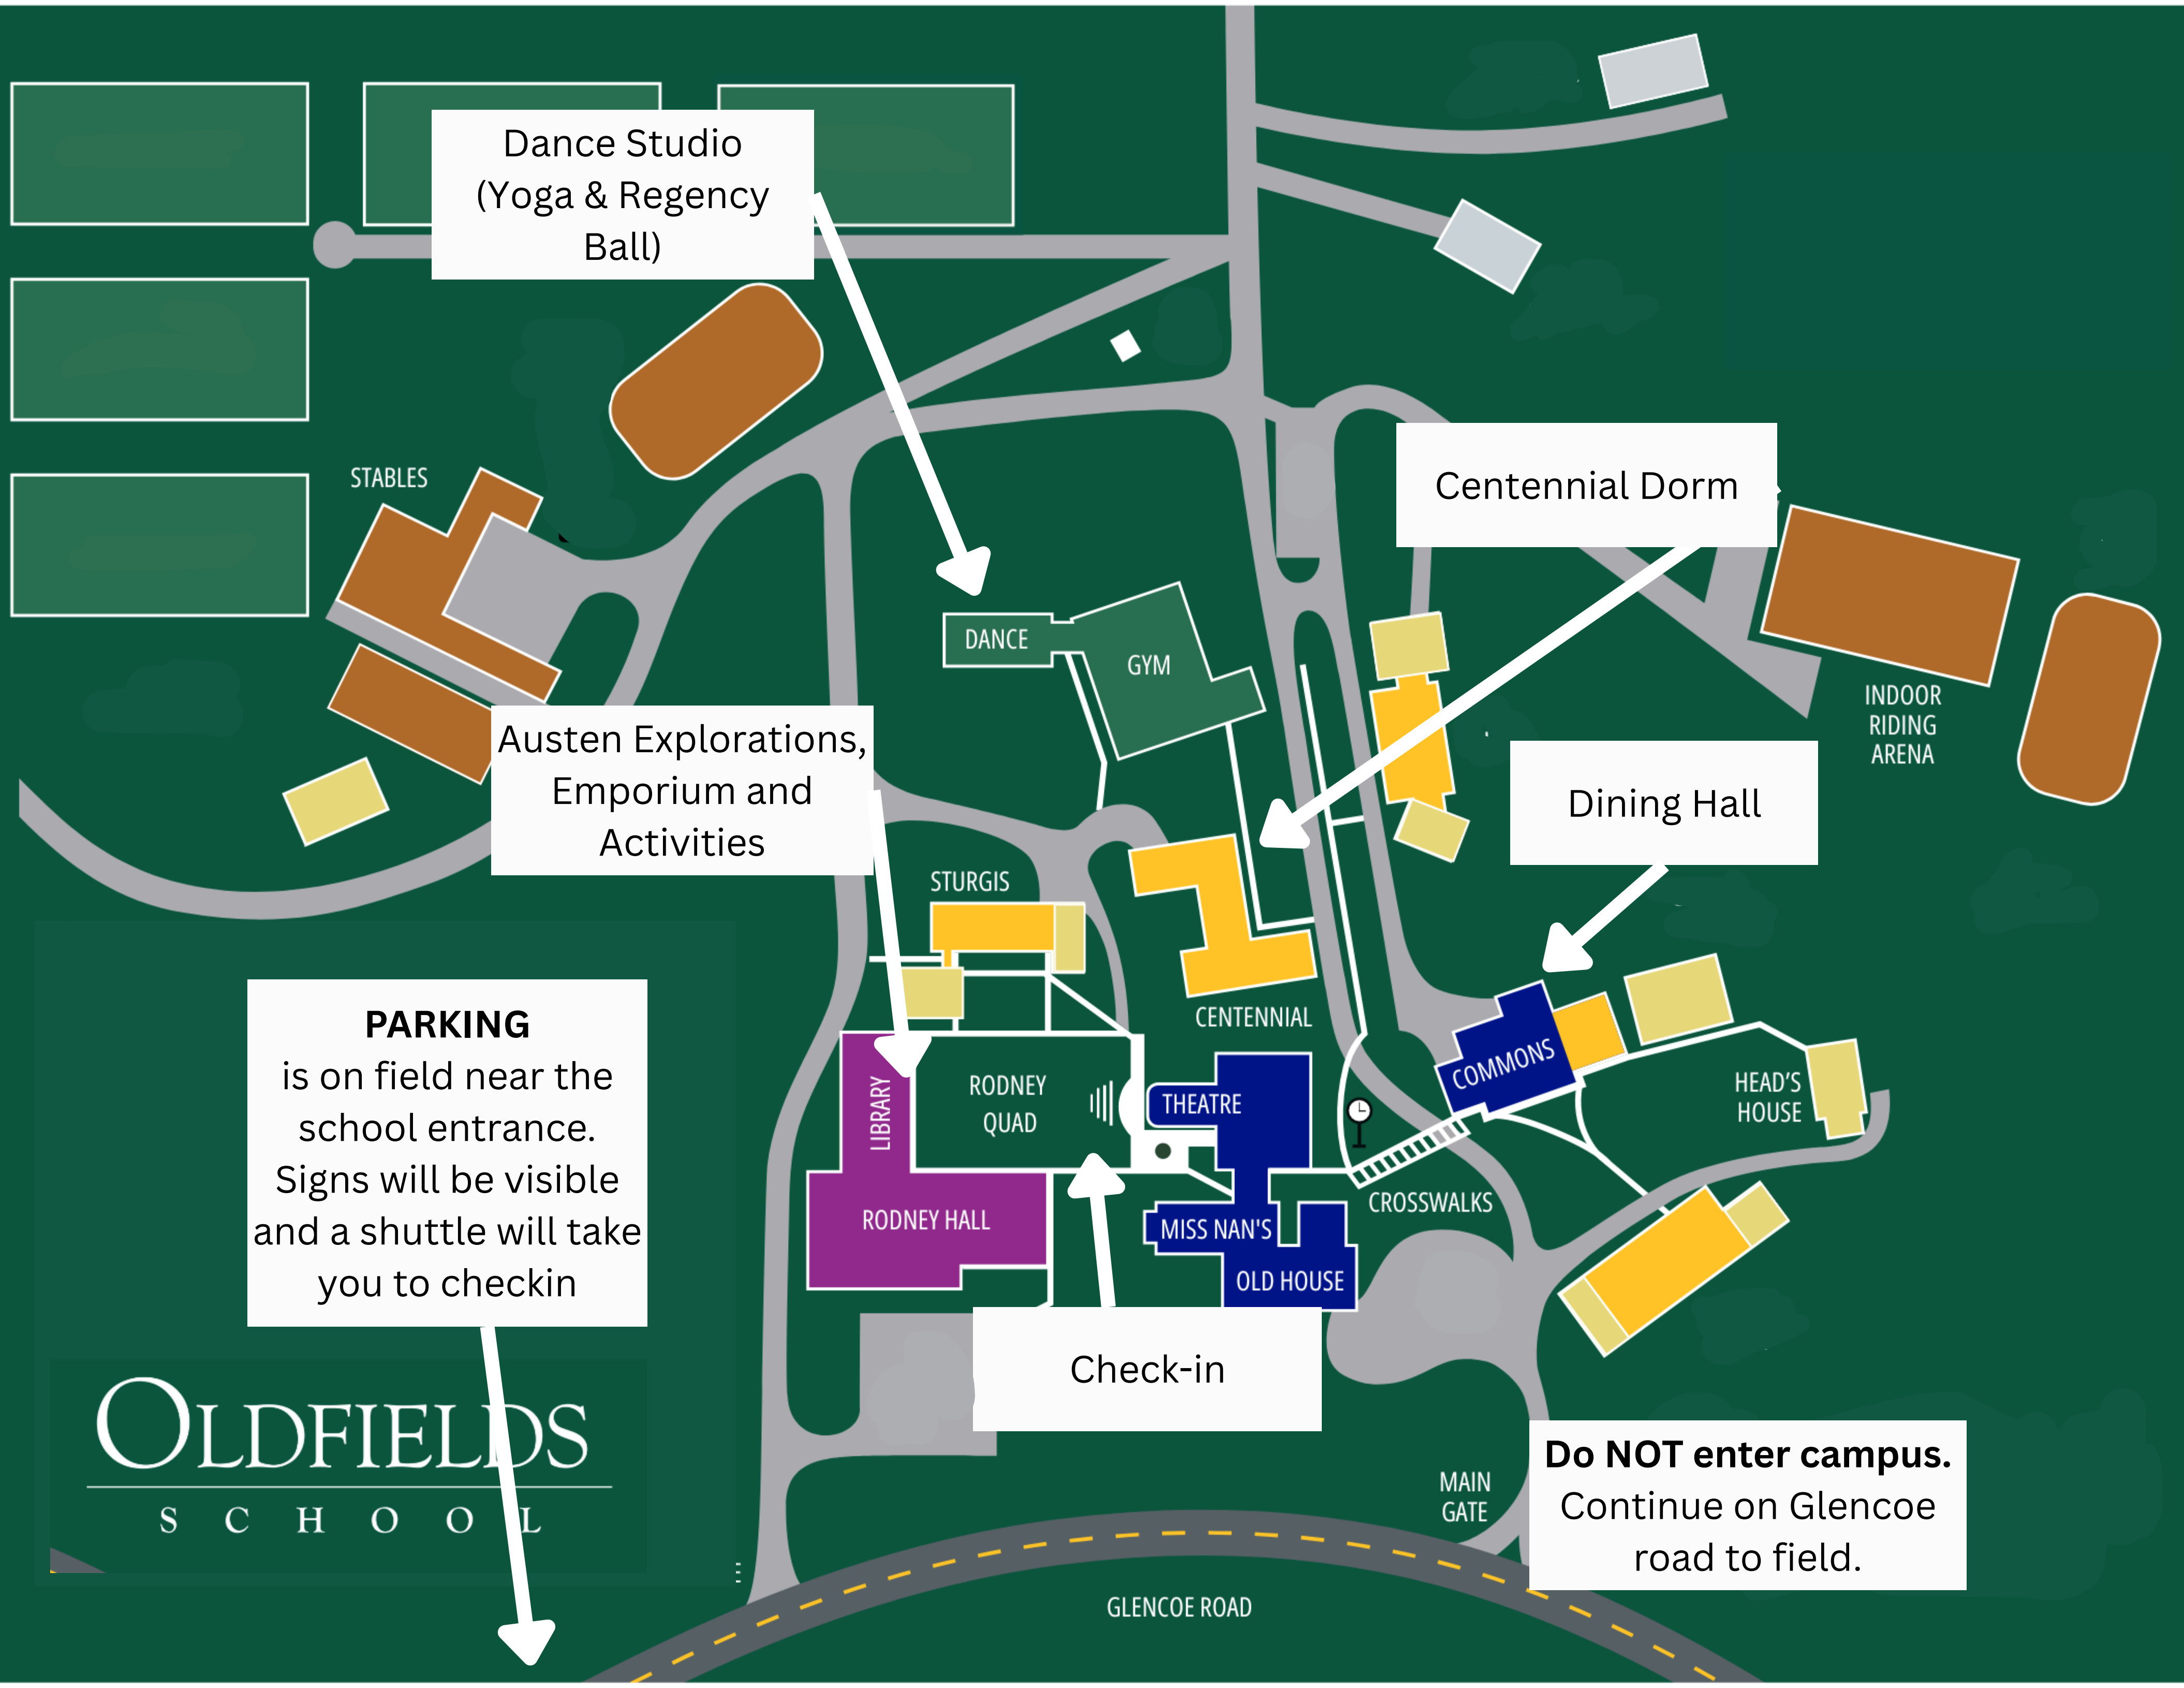 Dance Studio
(Yoga & Regency
Ball)
STABLES
Centennial Dorm
DANCE
GYM
INDOOR
RIDING
ARENA
Austen Explorations,
Emporium and
Activities
Dining Hall
STURGIS
CENTENNIAL
PARKING
is on field near the
school entrance.
Signs will be visible
and a shuttle will take
you to checkin
LIBRARY
RODNEY
QUAD
THEATRE
COMMONS
HEAD'S
HOUSE
CROSSWALKS
RODNEY HALL
MISS NAN'S
OLD HOUSE
Check-in
OLDFIELDS
SCHOOL
MAIN
GATE
Do NOT enter campus.
Continue on Glencoe
road to field.
GLENCOE ROAD